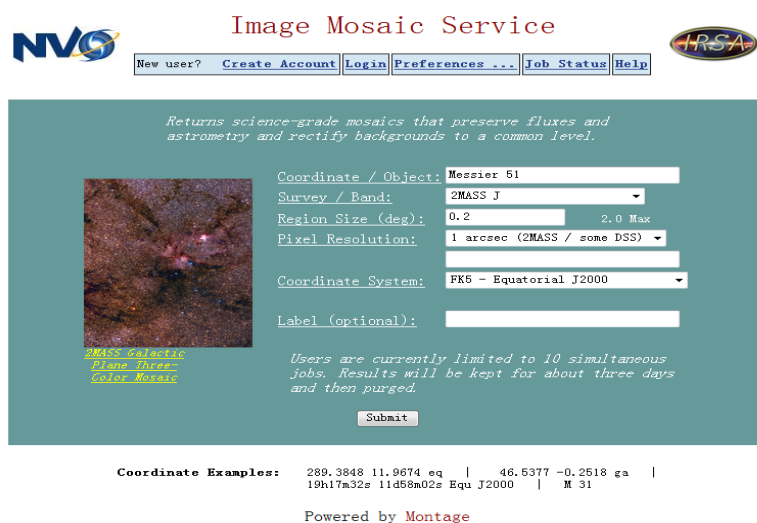 Image Mosaic Service
NVO
IRSA
New user? Create Account Login Preferences ... Job Status Help
Returns science-grade mosaics that preserve fluxes and
astrometry and rectify backgrounds to a common level.
Coordinate / Object: Messier 51
Survey / Band: 2MASS J
Region Size (deg): 0.2 2.0 Max
Pixel Resolution: 1 arcsec (2MASS / some DSS)
Coordinate System: FK5 - Equatorial J2000
Label (optional):
2MASS Galactic
Plane Three-
Color Mosaic
Users are currently limited to 10 simultaneous
jobs. Results will be kept for about three days
and then purged.
Submit
Coordinate Examples: 289.3848 11.9674 eq | 46.5377 -0.2518 ga |
19h17m32s 11d58m02s Equ J2000 | M 31
Powered by Montage